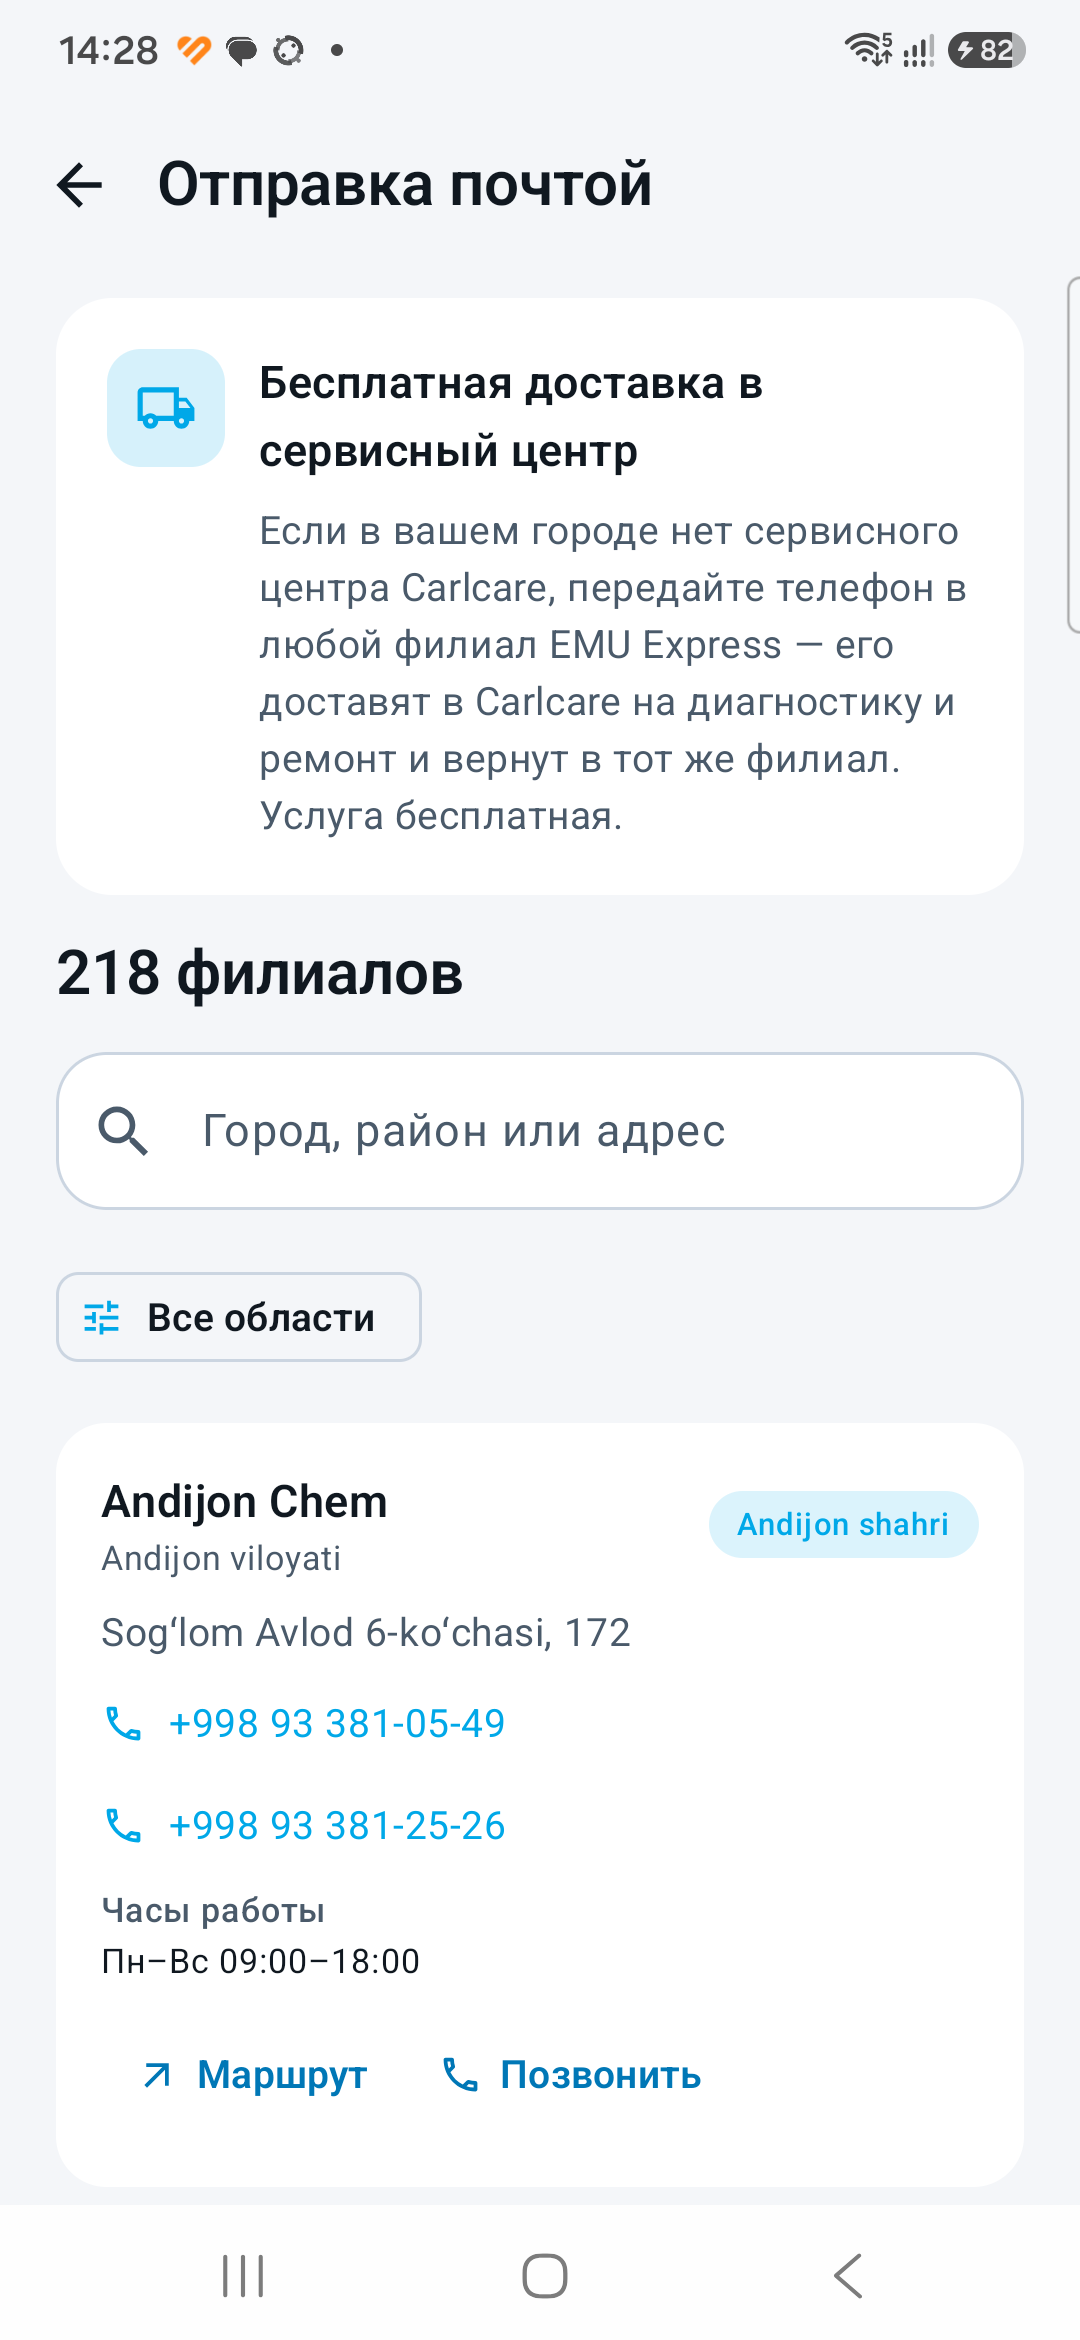 14:28
5
82
Отправка почтой
Бесплатная доставка в
сервисный центр
Если в вашем городе нет сервисного
центра Carlcare, передайте телефон в
любой филиал EMU Express — его
доставят в Carlcare на диагностику и
ремонт и вернут в тот же филиал.
Услуга бесплатная.
218 филиалов
Город, район или адрес
Все области
Andijon Chem
Andijon shahri
Andijon viloyati
Sog‘lom Avlod 6-ko‘chasi, 172
+998 93 381-05-49
+998 93 381-25-26
Часы работы
Пн–Вс 09:00–18:00
Маршрут
Позвонить